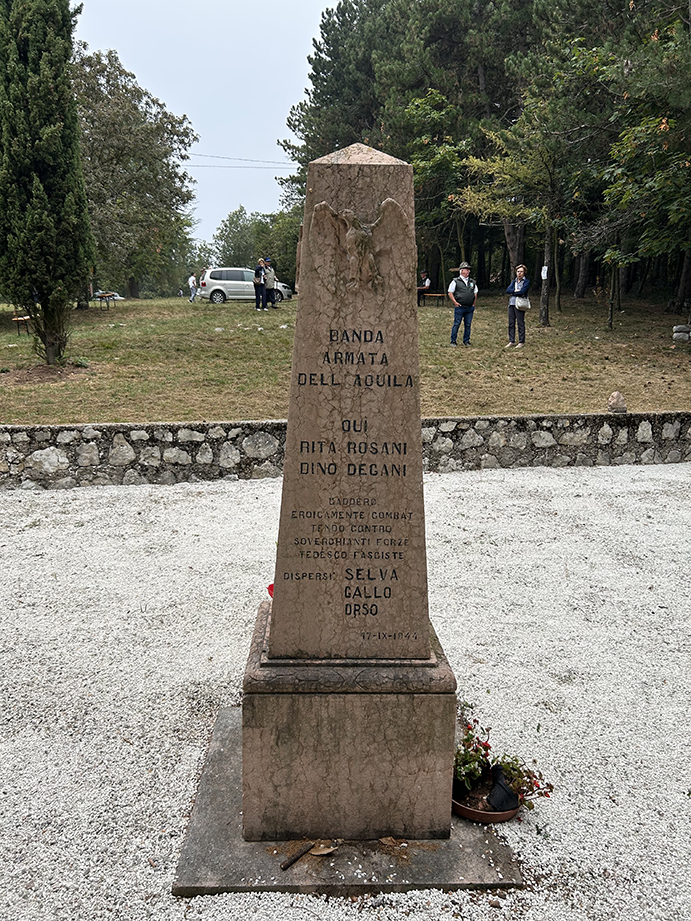 BANDA
ARMATA
DELL'AQUILA
QUI
RITA ROSANI
DINO DEGANI
CADDERO
EROICAMENTE COMBAT
TENDO CONTRO
SOVERCHIANTI FORZE
TEDESCO FASCISTE
DISPERSI: SELVA
GALLO
ORSO
17-IX-1944